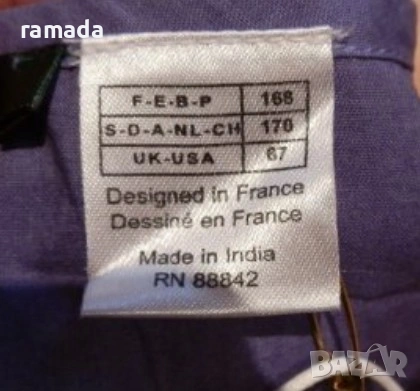 ramada
F-E-B-P 168
S-D-A-NL-CH 170
UK-USA 67
Designed in France
Dessiné en France
Made in India
RN 88842
BAZAR